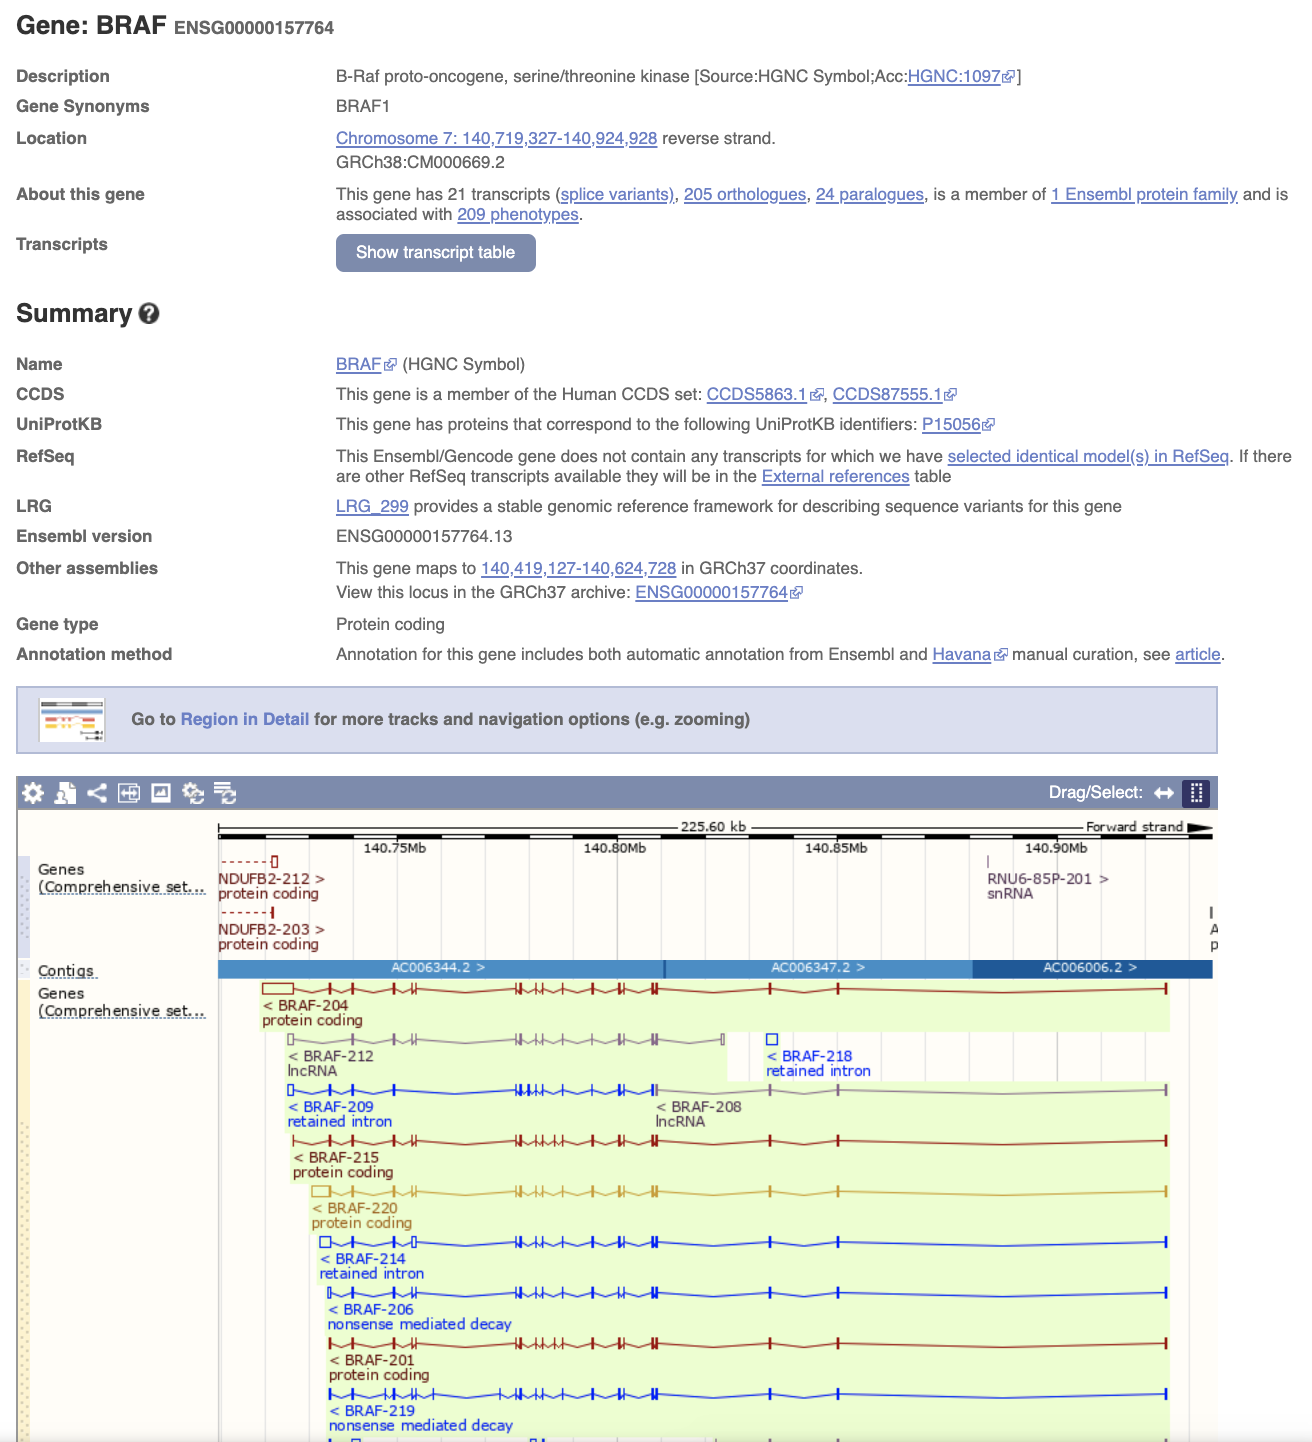 Gene: BRAF ENSG00000157764
Description B-Raf proto-oncogene, serine/threonine kinase [Source:HGNC Symbol;Acc:HGNC:1097]
Gene Synonyms BRAF1
Location Chromosome 7: 140,719,327-140,924,928 reverse strand.
GRCh38:CM000669.2
About this gene This gene has 21 transcripts (splice variants), 205 orthologues, 24 paralogues, is a member of 1 Ensembl protein family and is
associated with 209 phenotypes.
Transcripts Show transcript table
Summary ?
Name BRAF (HGNC Symbol)
CCDS This gene is a member of the Human CCDS set: CCDS5863.1, CCDS87555.1
UniProtKB This gene has proteins that correspond to the following UniProtKB identifiers: P15056
RefSeq This Ensembl/Gencode gene does not contain any transcripts for which we have selected identical model(s) in RefSeq. If there
are other RefSeq transcripts available they will be in the External references table
LRG LRG_299 provides a stable genomic reference framework for describing sequence variants for this gene
Ensembl version ENSG00000157764.13
Other assemblies This gene maps to 140,419,127-140,624,728 in GRCh37 coordinates.
View this locus in the GRCh37 archive: ENSG00000157764
Gene type Protein coding
Annotation method Annotation for this gene includes both automatic annotation from Ensembl and Havana manual curation, see article.
Go to Region in Detail for more tracks and navigation options (e.g. zooming)
Drag/Select:
225.60 kb Forward strand
140.75Mb 140.80Mb 140.85Mb 140.90Mb
Genes
(Comprehensive set...
NDUFB2-212 > RNU6-85P-201 >
protein coding snRNA
NDUFB2-203 > A
protein coding p
Contigs AC006344.2 > AC006347.2 > AC006006.2 >
Genes
(Comprehensive set...
< BRAF-204
protein coding
< BRAF-212 < BRAF-218
lncRNA retained intron
< BRAF-209 < BRAF-208
retained intron lncRNA
< BRAF-215
protein coding
< BRAF-220
protein coding
< BRAF-214
retained intron
< BRAF-206
nonsense mediated decay
< BRAF-201
protein coding
< BRAF-219
nonsense mediated decay